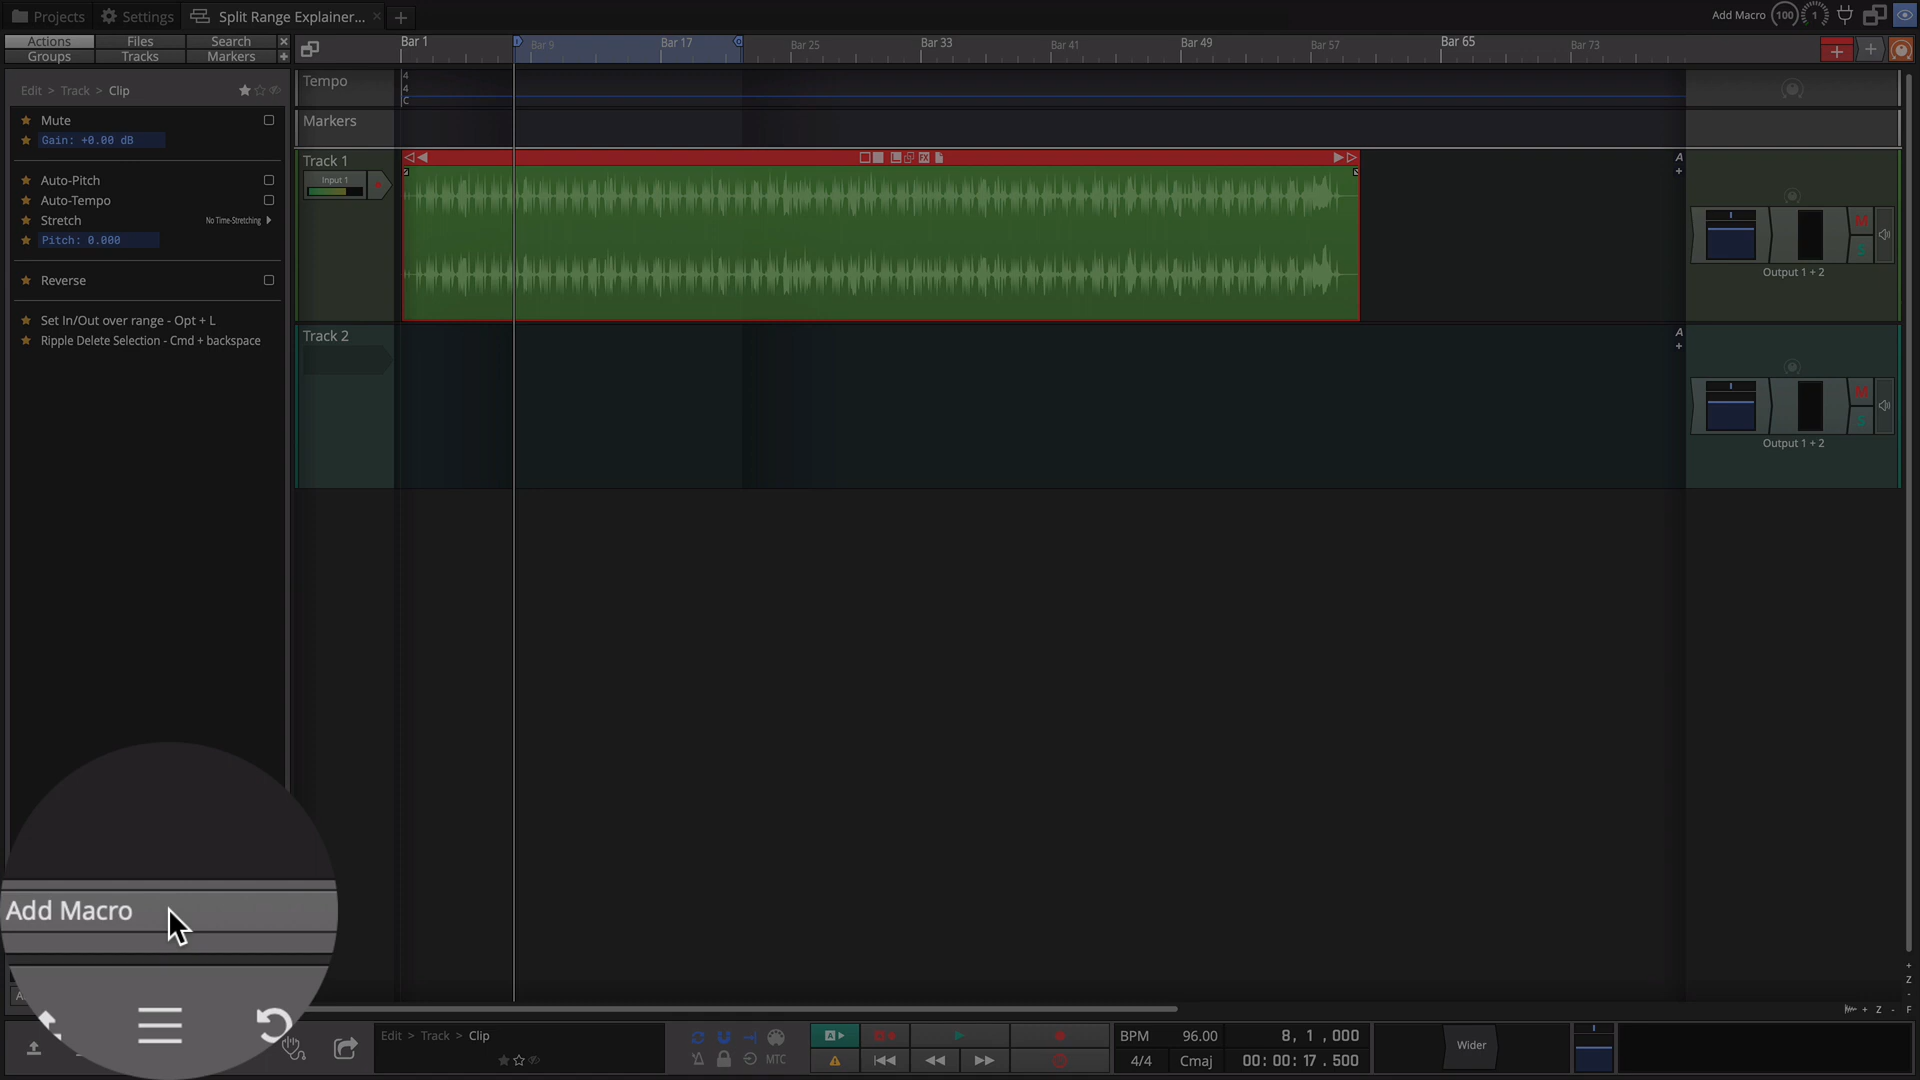 Projects Settings Split Range Explainer... Add Macro 100 1
Actions Files Search
Groups Tracks Markers
Bar 1 Bar 9 Bar 17 Bar 25 Bar 33 Bar 41 Bar 49 Bar 57 Bar 65 Bar 73
Edit > Track > Clip
Mute
Gain: +0.00 dB
Auto-Pitch
Auto-Tempo
Stretch No Time-Stretching
Pitch: 0.000
Reverse
Set In/Out over range - Opt + L
Ripple Delete Selection - Cmd + backspace
Tempo
4
4
C
Markers
Track 1
Input 1
FX
A
+
M
S
Output 1 + 2
Track 2
A
+
M
S
Output 1 + 2
Add Macro
+
Z
-
+ Z - F
Edit > Track > Clip
MTC
A
BPM 96.00 8, 1 ,000
4/4 Cmaj 00: 00: 17 .500
Wider